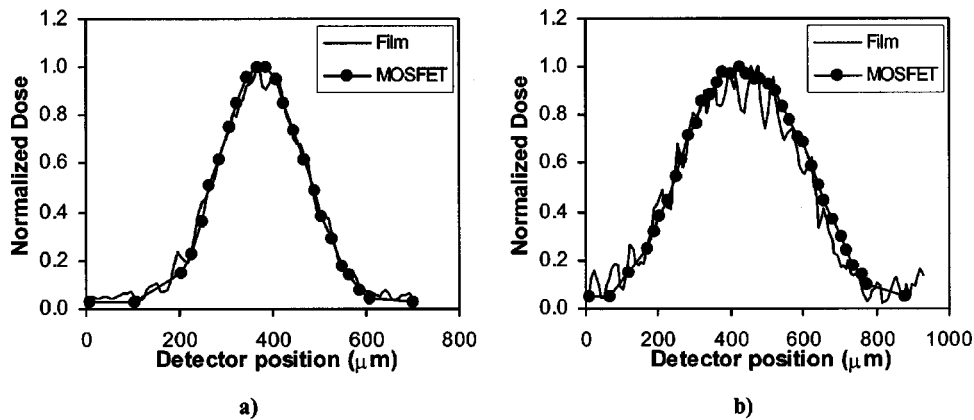 1.2
1.0
0.8
0.6
0.4
0.2
0.0
Normalized Dose
Film
MOSFET
0 200 400 600 800
Detector position (μm)
a)
1.2
1.0
0.8
0.6
0.4
0.2
0.0
Normalized Dose
Film
MOSFET
0 200 400 600 800 1000
Detector position (μm)
b)